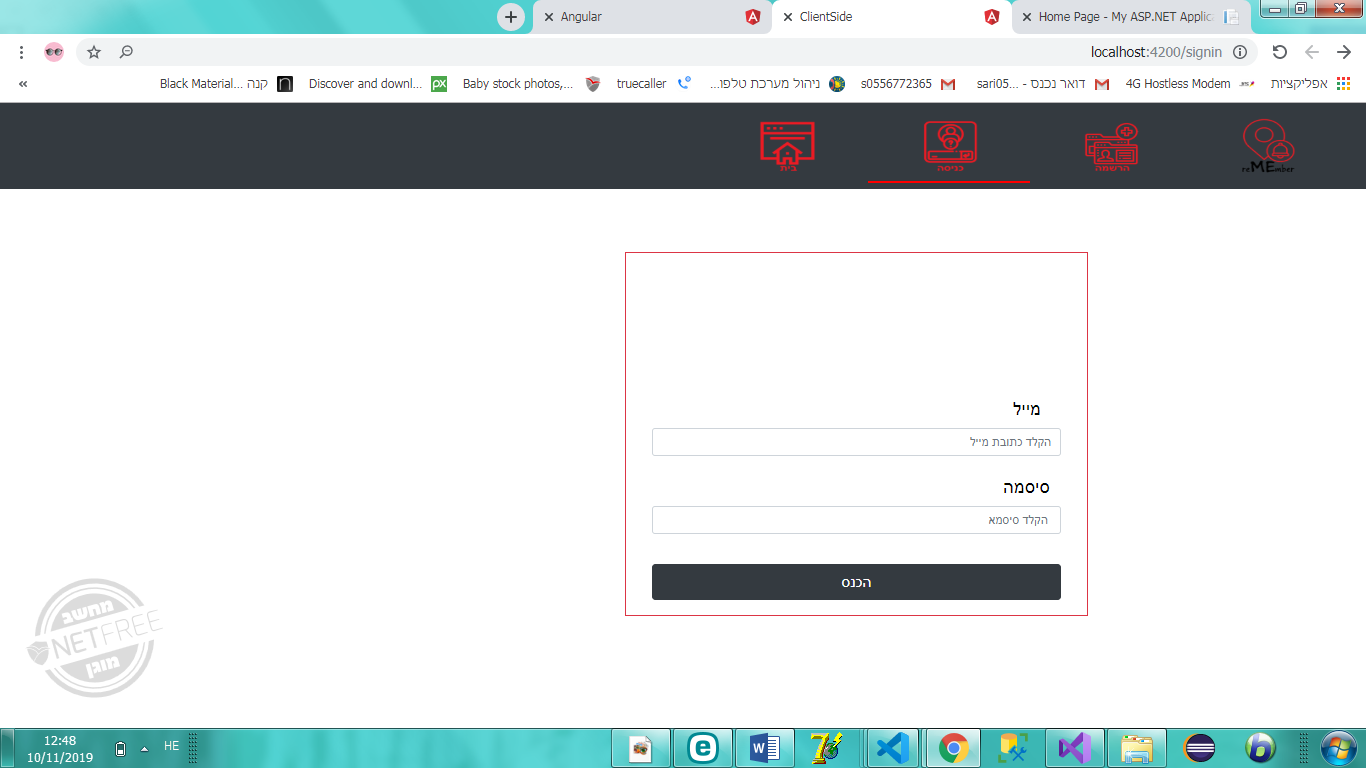 Angular
ClientSide
Home Page - My ASP.NET Applic
localhost:4200/signin
אפליקציות
4G Hostless Modem
דואר נכנס - sari05...
s0556772365
ניהול מערכת טלפו...
truecaller
Baby stock photos,...
Discover and downl...
קנה Black Material...
reMEmber
הרשמה
כניסה
בית
מייל
הקלד כתובת מייל
סיסמה
הקלד סיסמא
הכנס
מחשב
NETFREE
מוגן
HE
12:48
10/11/2019